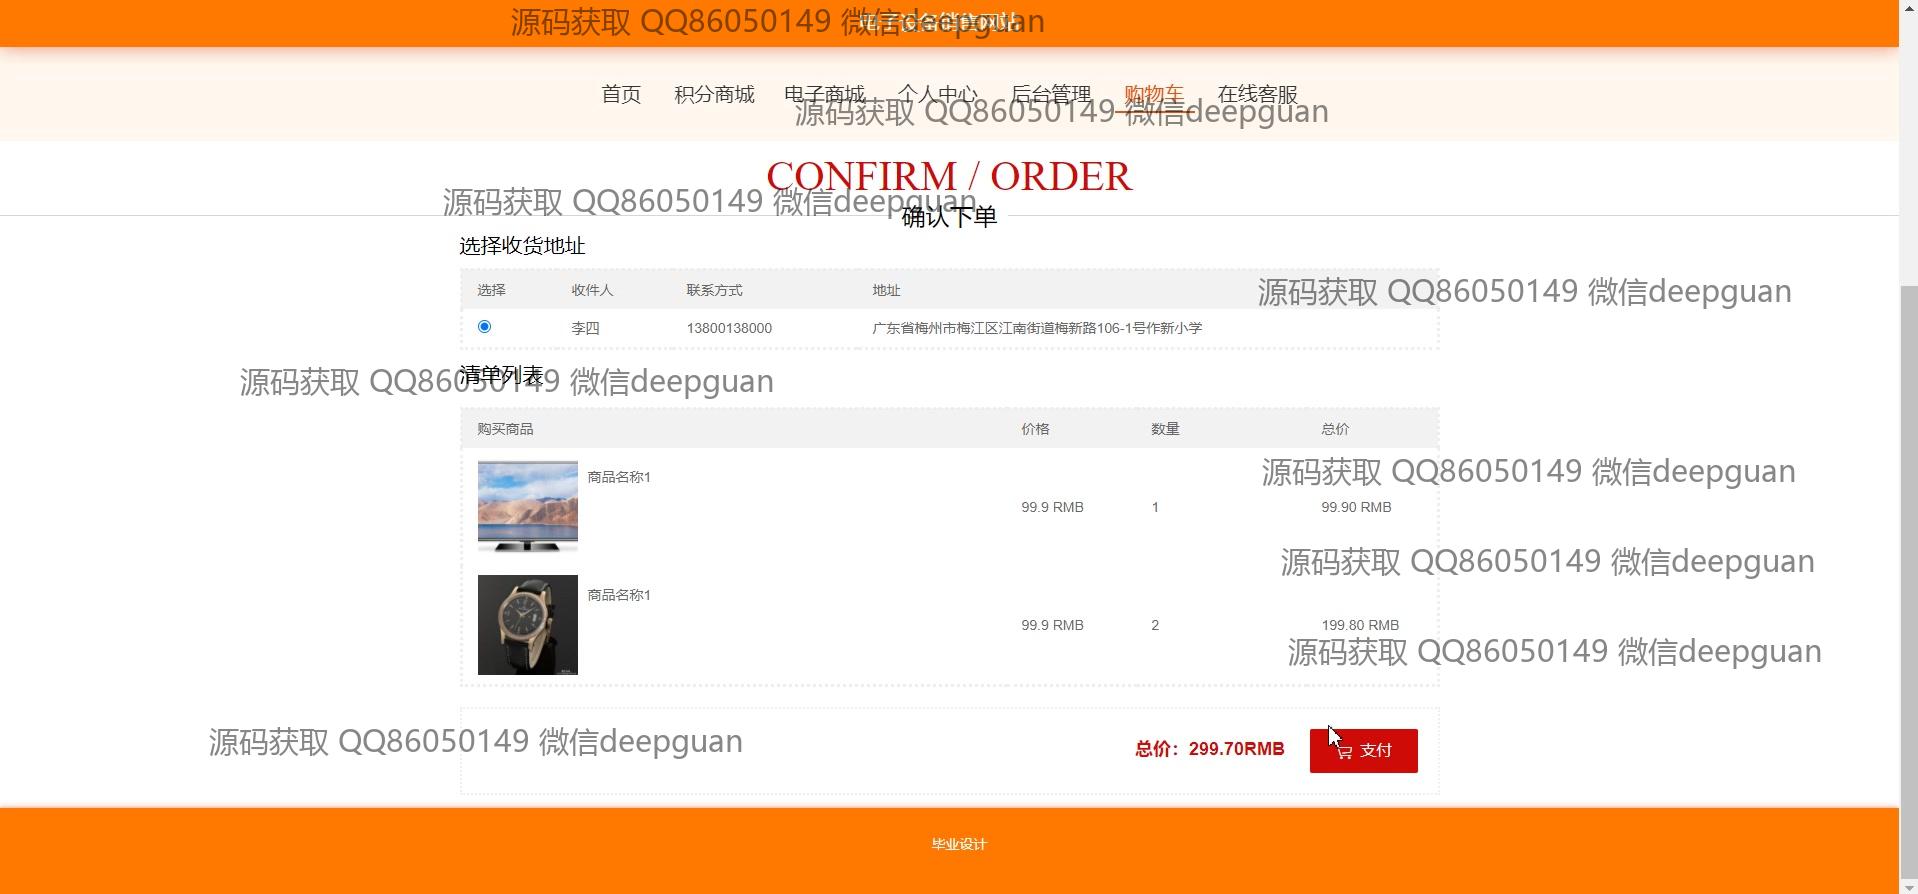 电子设备销售网站
源码获取 QQ86050149 微信deepguan
首页 积分商城 电子商城 个人中心 后台管理 购物车 在线客服
源码获取 QQ86050149 微信deepguan
CONFIRM / ORDER
源码获取 QQ86050149 微信deepguan
确认下单
选择收货地址
选择 收件人 联系方式 地址
源码获取 QQ86050149 微信deepguan
李四 13800138000 广东省梅州市梅江区江南街道梅新路106-1号作新小学
清单列表
源码获取 QQ86050149 微信deepguan
购买商品 价格 数量 总价
商品名称1
源码获取 QQ86050149 微信deepguan
99.9 RMB 1 99.90 RMB
源码获取 QQ86050149 微信deepguan
商品名称1
99.9 RMB 2 199.80 RMB
源码获取 QQ86050149 微信deepguan
源码获取 QQ86050149 微信deepguan
总价：299.70RMB 支付
毕业设计